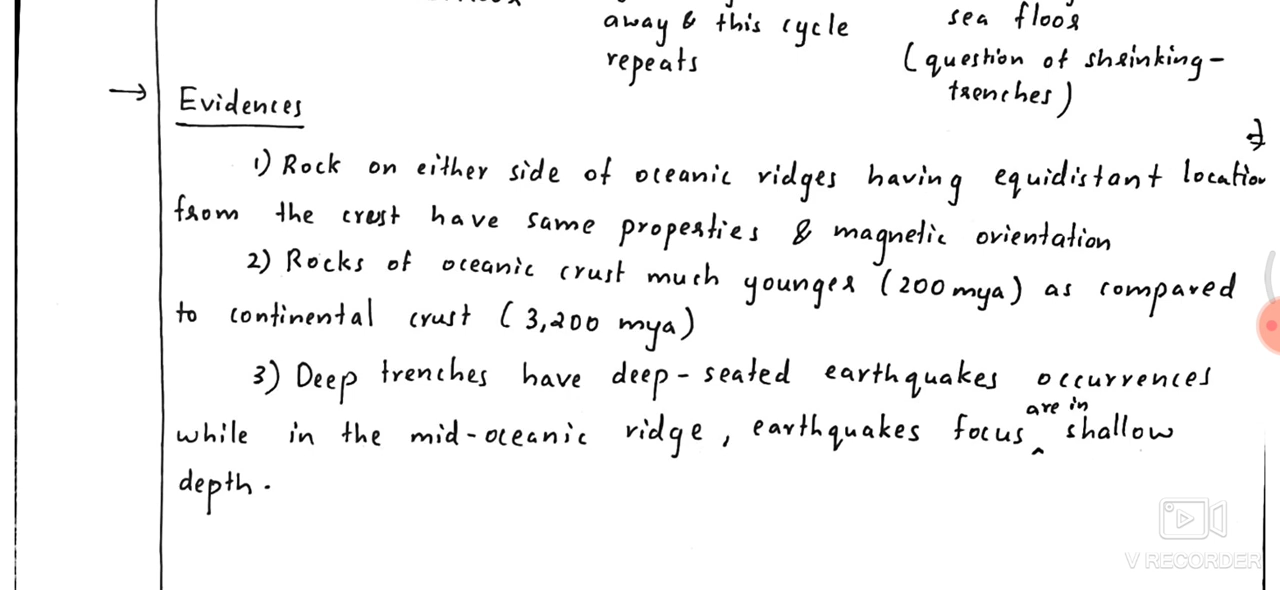 away & this cycle
repeats
sea floor
(question of shrinking-
trenches)
→ Evidences
1) Rock on either side of oceanic ridges having equidistant location
from the crest have same properties & magnetic orientation
2) Rocks of oceanic crust much younger (200 mya) as compared
to continental crust (3,200 mya)
3) Deep trenches have deep-seated earthquakes occurrences
while in the mid-oceanic ridge, earthquakes focus are in shallow
depth.
V RECORDER